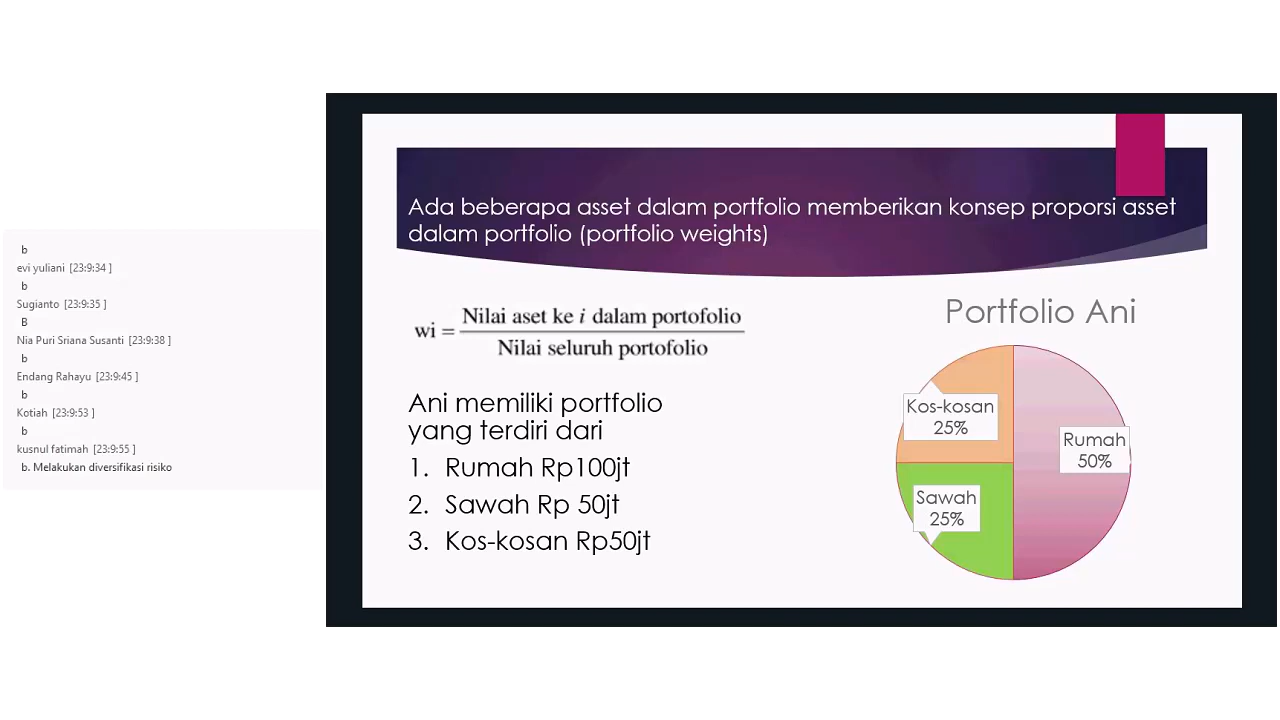 b
evi yuliani [23:9:34 ]
b
Sugianto [23:9:35 ]
B
Nia Puri Sriana Susanti [23:9:38 ]
b
Endang Rahayu [23:9:45 ]
b
Kotiah [23:9:53 ]
b
kusnul fatimah [23:9:55 ]
b. Melakukan diversifikasi risiko
Ada beberapa asset dalam portfolio memberikan konsep proporsi asset
dalam portfolio (portfolio weights)
wi = Nilai aset ke i dalam portofolio
Nilai seluruh portofolio
Ani memiliki portfolio
yang terdiri dari
1. Rumah Rp100jt
2. Sawah Rp 50jt
3. Kos-kosan Rp50jt
Portfolio Ani
Kos-kosan
25%
Rumah
50%
Sawah
25%